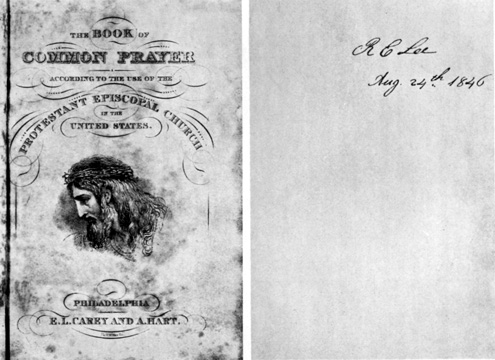 THE BOOK OF
COMMON PRAYER
ACCORDING TO THE USE OF THE
PROTESTANT EPISCOPAL CHURCH
IN THE
UNITED STATES.
PHILADELPHIA
E.L. CAREY AND A. HART.
R E Lee
Aug. 24th 1846